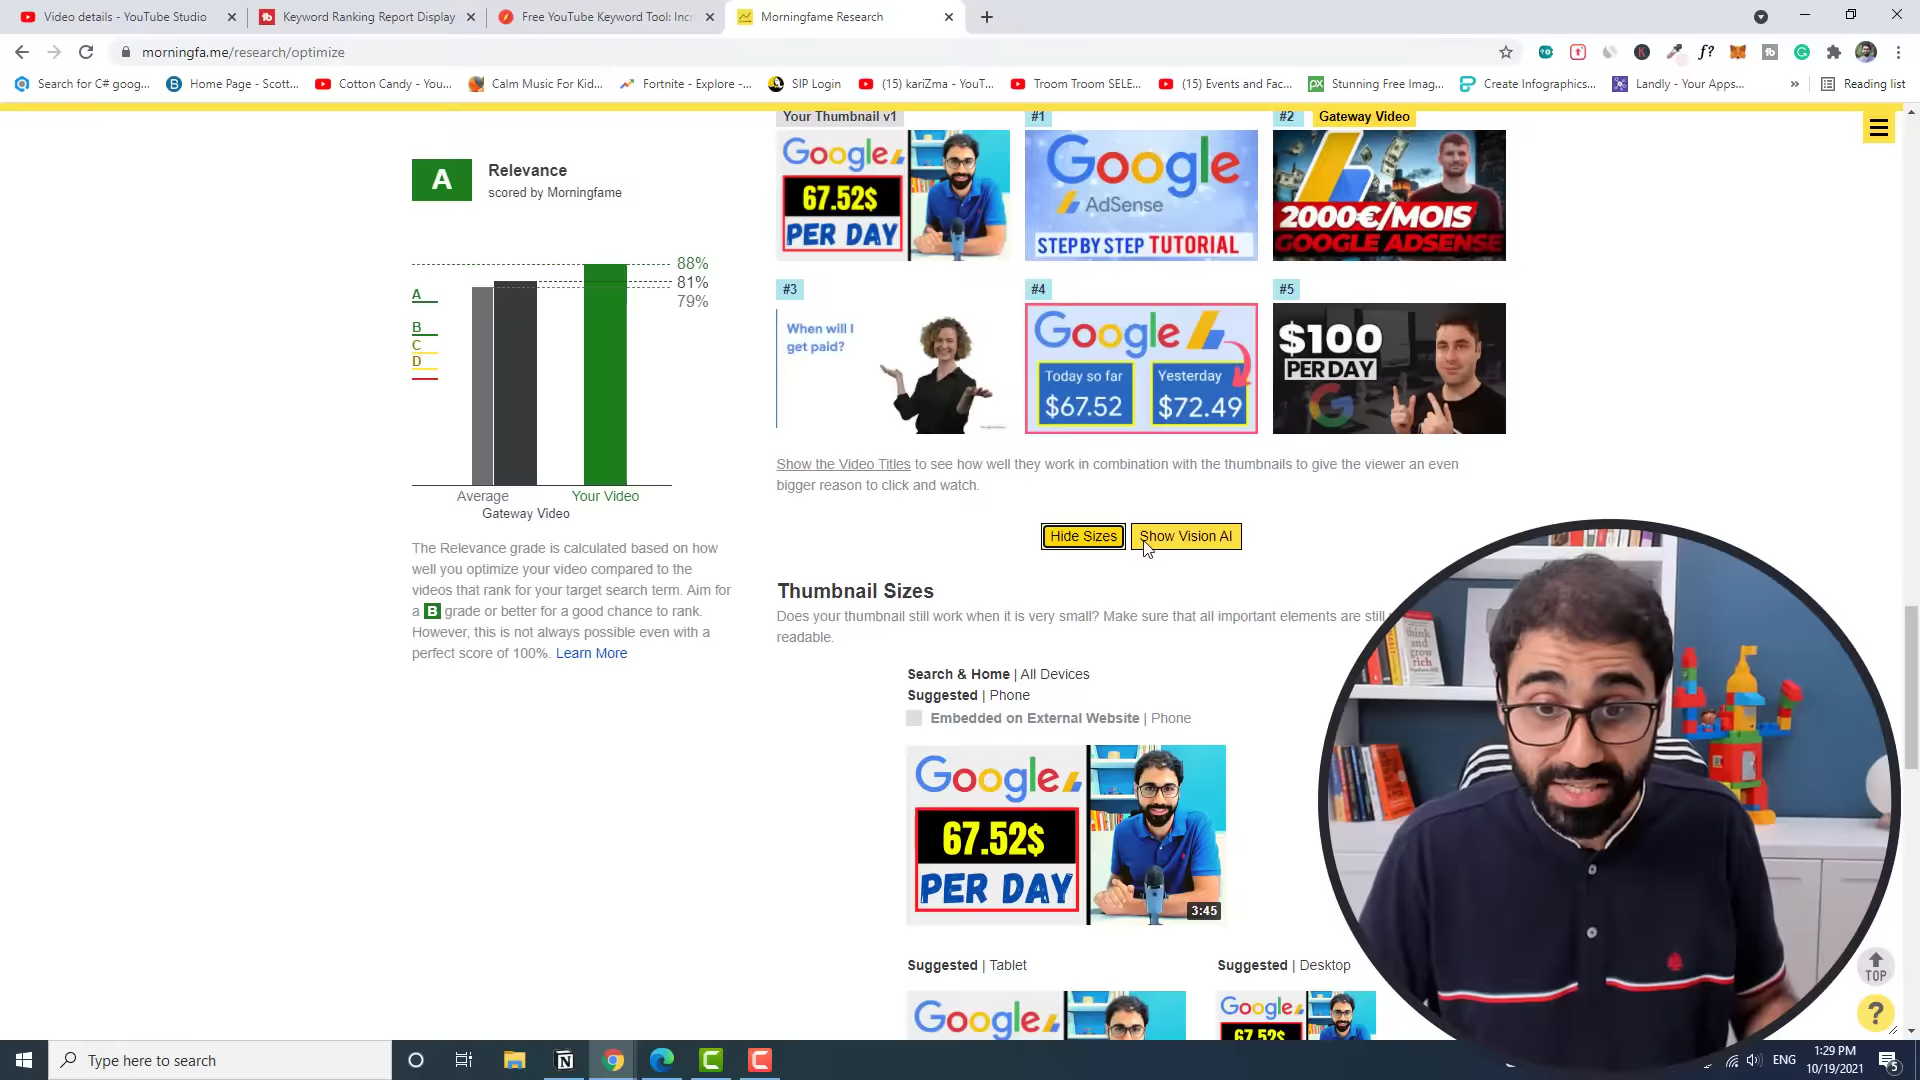 Video details - YouTube Studio
Keyword Ranking Report Display
Free YouTube Keyword Tool: Incr
Morningfame Research
morningfa.me/research/optimize
Search for C# goog...
Home Page - Scott...
Cotton Candy - You...
Calm Music For Kid...
Fortnite - Explore -...
SIP Login
(15) kariZma - YouT...
Troom Troom SELE...
(15) Events and Fac...
Stunning Free Imag...
Create Infographics...
Landly - Your Apps...
»
Reading list
Your Thumbnail v1
#1
#2
Gateway Video
A
Relevance
scored by Morningfame
Google
67.52$
PER DAY
Google
AdSense
STEP BY STEP TUTORIAL
2000€/MOIS
GOOGLE ADSENSE
88%
81%
79%
A
B
C
D
#3
#4
#5
When will I
get paid?
Google
Today so far
$67.52
Yesterday
$72.49
$100
PER DAY
G
Average
Your Video
Gateway Video
Show the Video Titles to see how well they work in combination with the thumbnails to give the viewer an even
bigger reason to click and watch.
Hide Sizes
Show Vision AI
The Relevance grade is calculated based on how
well you optimize your video compared to the
videos that rank for your target search term. Aim for
a B grade or better for a good chance to rank.
However, this is not always possible even with a
perfect score of 100%. Learn More
Thumbnail Sizes
Does your thumbnail still work when it is very small? Make sure that all important elements are still
readable.
Search & Home | All Devices
Suggested | Phone
Embedded on External Website | Phone
Google
67.52$
PER DAY
3:45
think
and
grow
rich
Suggested | Tablet
Suggested | Desktop
Google
Google
67.52$
TOP
?
Type here to search
ENG
1:29 PM
10/19/2021
5